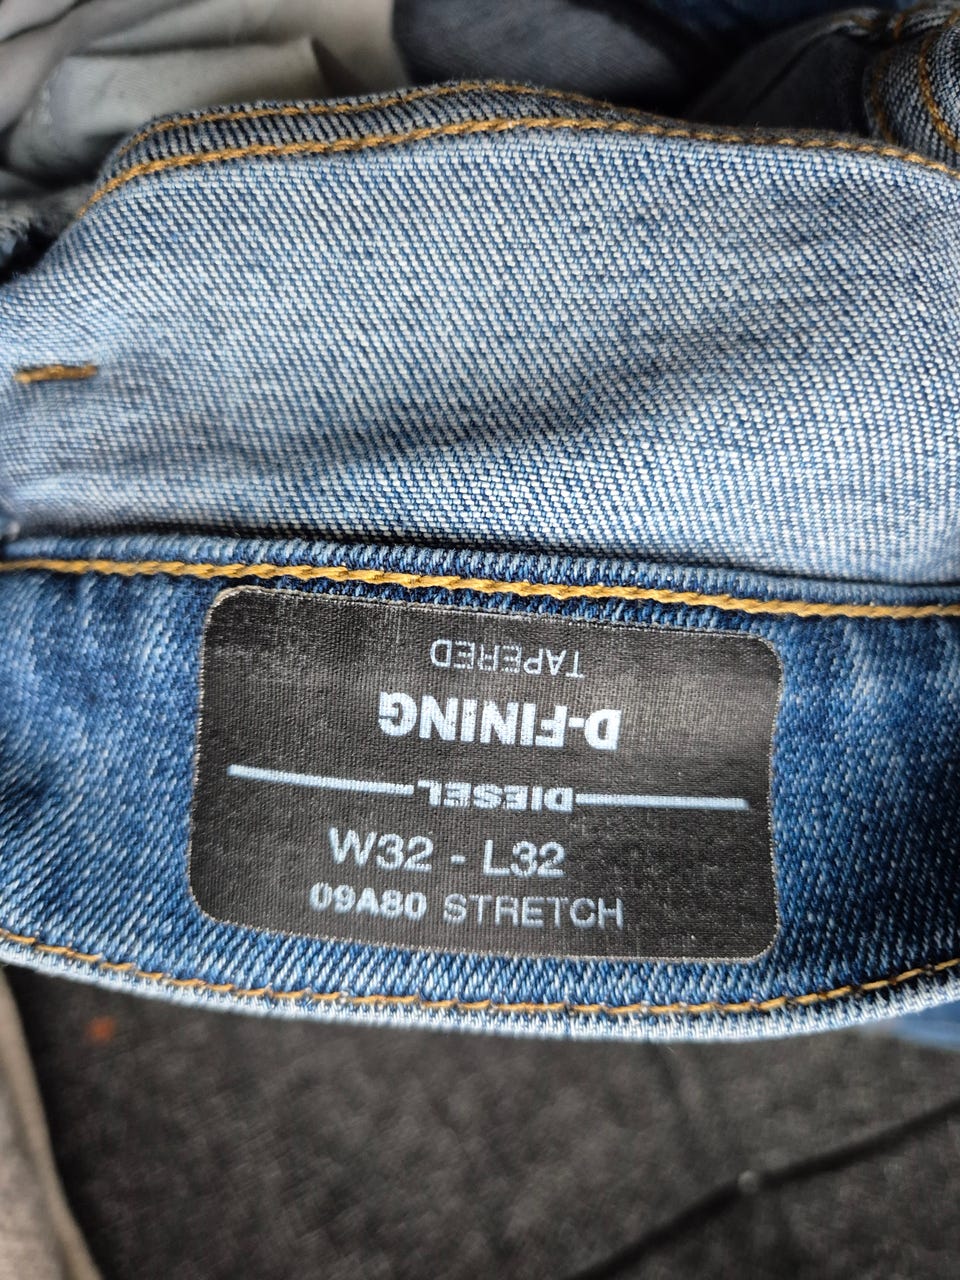 TAPERED
D-FINING
DIESEL
W32 - L32
09A80 STRETCH